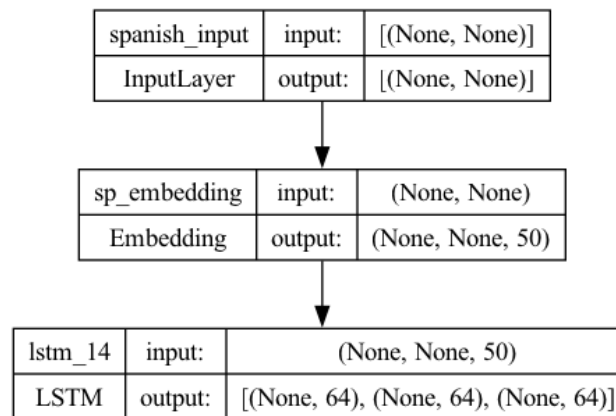 spanish_input input: [(None, None)]
InputLayer output: [(None, None)]
sp_embedding input: (None, None)
Embedding output: (None, None, 50)
lstm_14 input: (None, None, 50)
LSTM output: [(None, 64), (None, 64), (None, 64)]